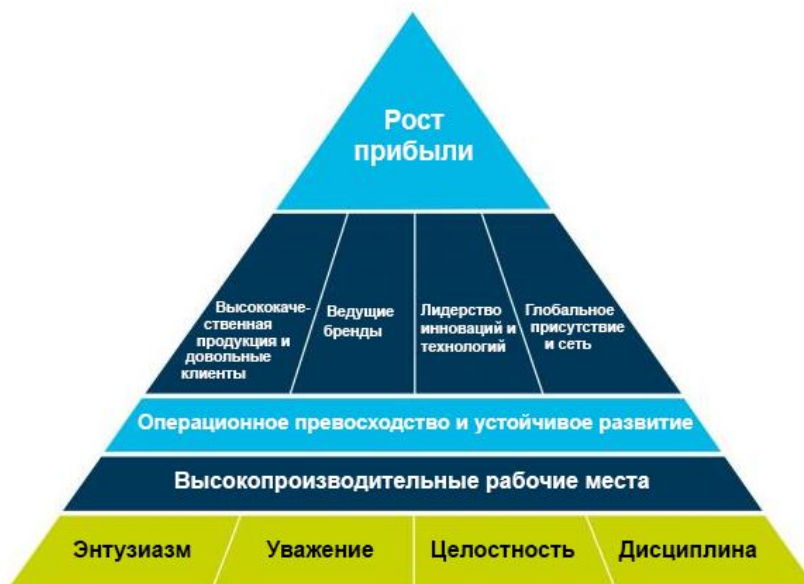 Рост
прибыли
Высококаче-
ственная
продукция и
довольные
клиенты
Ведущие
бренды
Лидерство
инноваций и
технологий
Глобальное
присутствие
и сеть
Операционное превосходство и устойчивое развитие
Высокопроизводительные рабочие места
Энтузиазм
Уважение
Целостность
Дисциплина